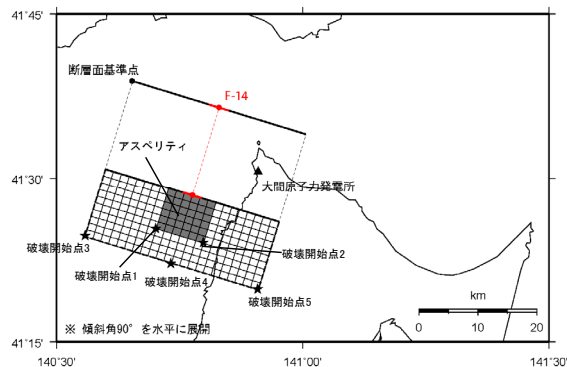 41°45'
断層面基準点
F-14
アスペリティ
41°30'
大間原子力発電所
破壊開始点3
破壊開始点2
破壊開始点1
破壊開始点4
破壊開始点5
km
0 10 20
※ 傾斜角90° を水平に展開
41°15'
140°30' 141°00' 141°30'